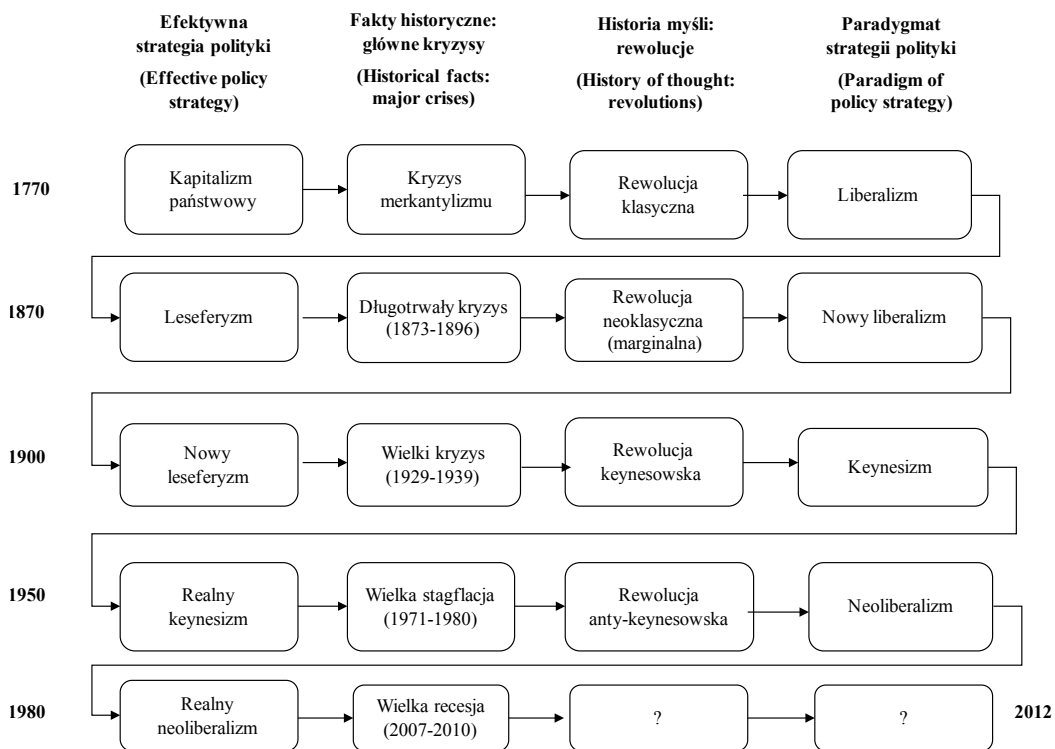 Efektywna
strategia polityki
(Effective policy
strategy)
Fakty historyczne:
główne kryzysy
(Historical facts:
major crises)
Historia myśli:
rewolucje
(History of thought:
revolutions)
Paradygmat
strategii polityki
(Paradigm of
policy strategy)
1770
Kapitalizm
państwowy
Kryzys
merkantylizmu
Rewolucja
klasyczna
Liberalizm
1870
Leseferyzm
Długotrwały kryzys
(1873-1896)
Rewolucja
neoklasyczna
(marginalna)
Nowy liberalizm
1900
Nowy
leseferyzm
Wielki kryzys
(1929-1939)
Rewolucja
keynesowska
Keynesizm
1950
Realny
keynesizm
Wielka stagflacja
(1971-1980)
Rewolucja
anty-keynesowska
Neoliberalizm
1980
Realny
neoliberalizm
Wielka recesja
(2007-2010)
?
?
2012